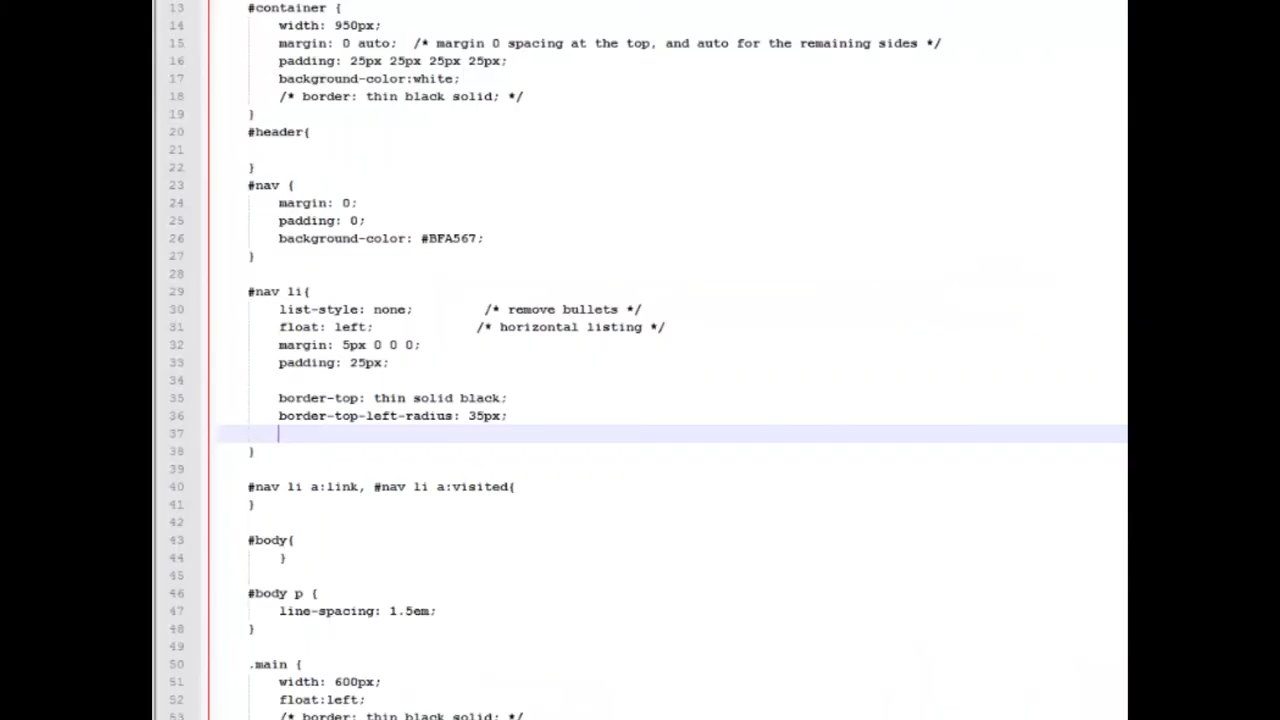 13 #container {
14 width: 950px;
15 margin: 0 auto; /* margin 0 spacing at the top, and auto for the remaining sides */
16 padding: 25px 25px 25px 25px;
17 background-color:white;
18 /* border: thin black solid; */
19 }
20 #header{
21
22 }
23 #nav {
24 margin: 0;
25 padding: 0;
26 background-color: #BFA567;
27 }
28
29 #nav li{
30 list-style: none; /* remove bullets */
31 float: left; /* horizontal listing */
32 margin: 5px 0 0 0;
33 padding: 25px;
34
35 border-top: thin solid black;
36 border-top-left-radius: 35px;
37
38 }
39
40 #nav li a:link, #nav li a:visited{
41 }
42
43 #body{
44 }
45
46 #body p {
47 line-spacing: 1.5em;
48 }
49
50 .main {
51 width: 600px;
52 float:left;
53 /* border: thin black solid; */